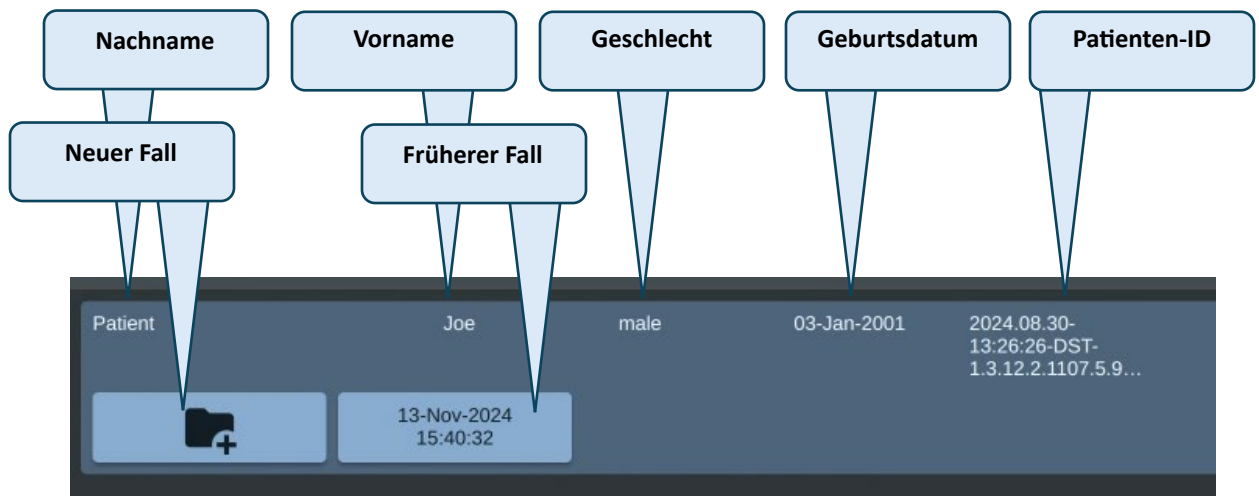 Nachname
Vorname
Geschlecht
Geburtsdatum
Patienten-ID
Neuer Fall
Früherer Fall
Patient
Joe
male
03-Jan-2001
2024.08.30-
13:26:26-DST-
1.3.12.2.1107.5.9...
13-Nov-2024
15:40:32